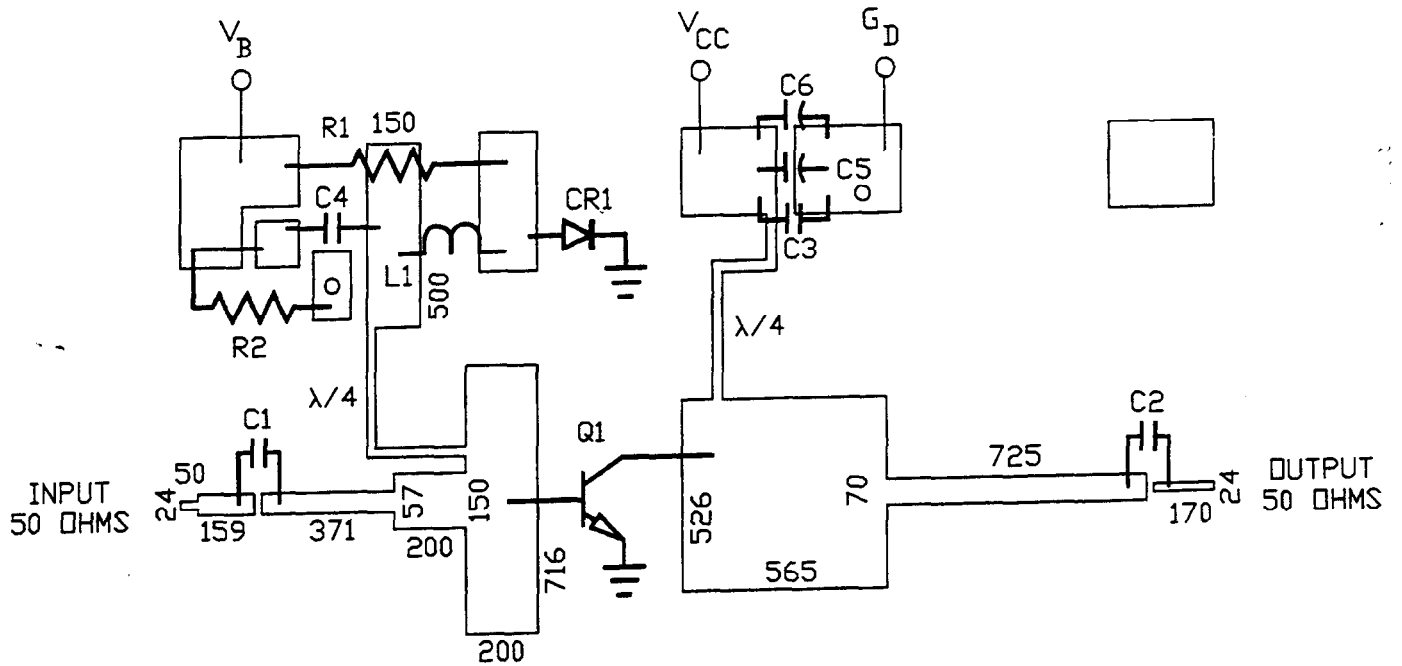 V_B
V_CC
G_D
C6
R1
150
C5
C4
CR1
C3
L1
500
R2
λ/4
λ/4
C1
Q1
C2
725
50
INPUT
50 OHMS
24
159
371
57
200
150
716
200
526
565
70
170
24
OUTPUT
50 OHMS